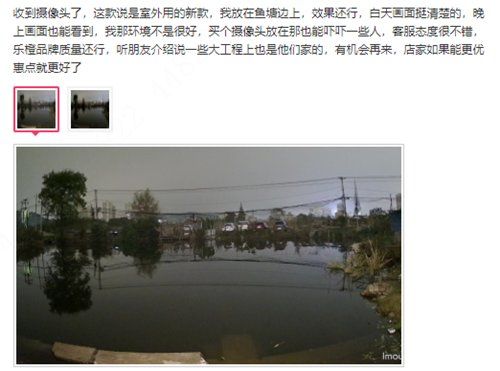 收到摄像头了，这款说是室外用的新款，我放在鱼塘边上，效果还行，白天画面挺清楚的，晚
上画面也能看到，我那环境不是很好，买个摄像头放在那也能吓吓一些人，客服态度很不错，
乐橙品牌质量还行，听朋友介绍说一些大工程上也是他们家的，有机会再来，店家如果能更优
惠点就更好了
Imou